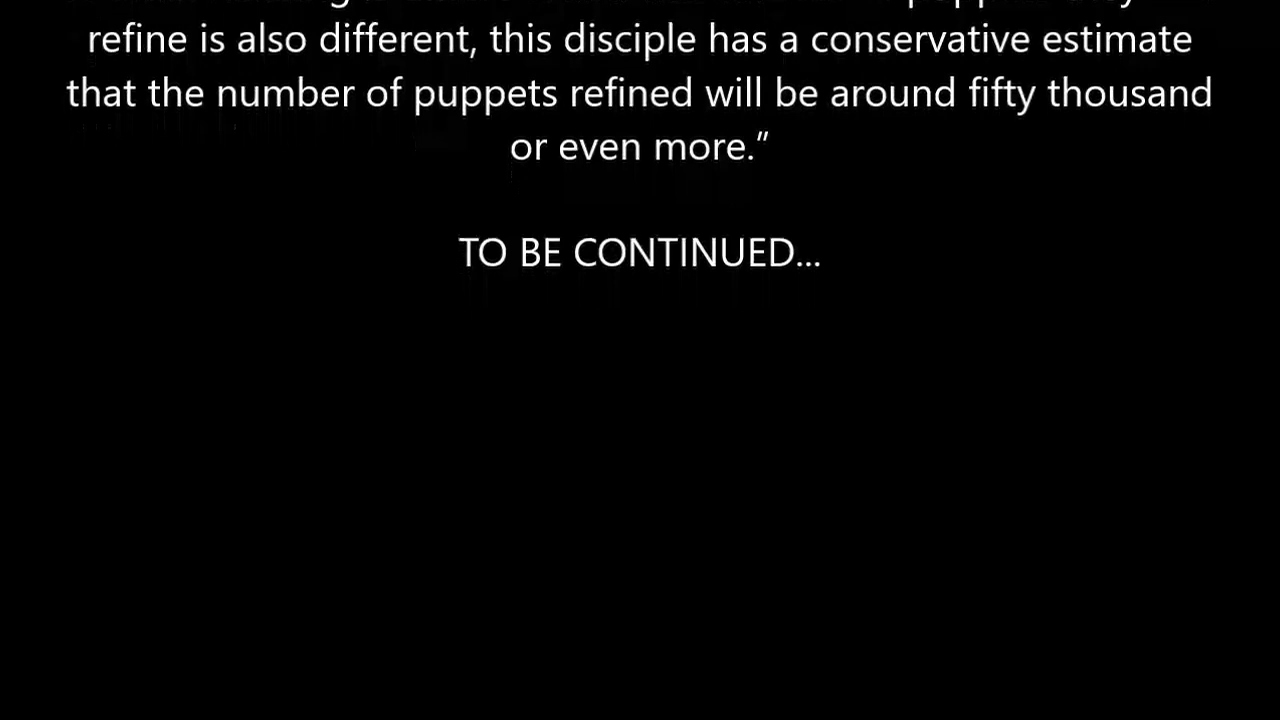 refine is also different, this disciple has a conservative estimate
that the number of puppets refined will be around fifty thousand
or even more.”
TO BE CONTINUED...